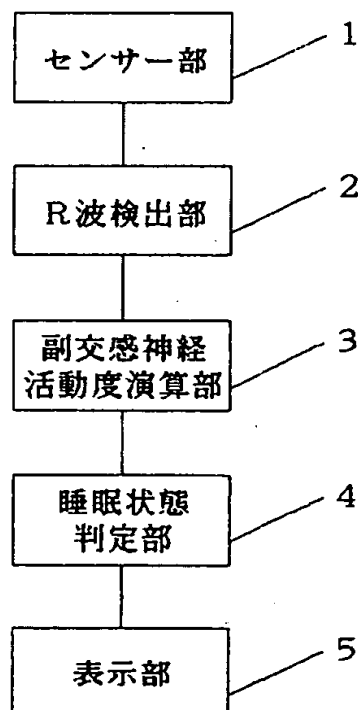 センサー部
1
R波検出部
2
副交感神経
活動度演算部
3
睡眠状態
判定部
4
表示部
5